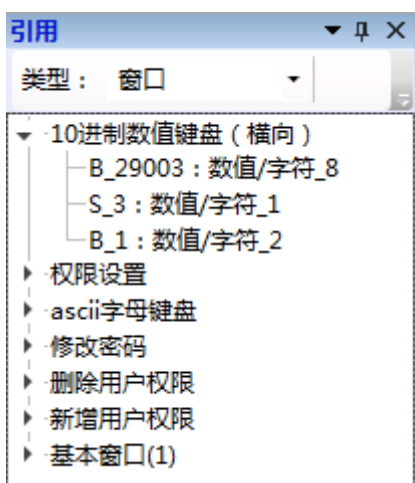 引用
类型： 窗口
10进制数值键盘（横向）
B_29003：数值/字符_8
S_3：数值/字符_1
B_1：数值/字符_2
权限设置
ascii字母键盘
修改密码
删除用户权限
新增用户权限
基本窗口(1)